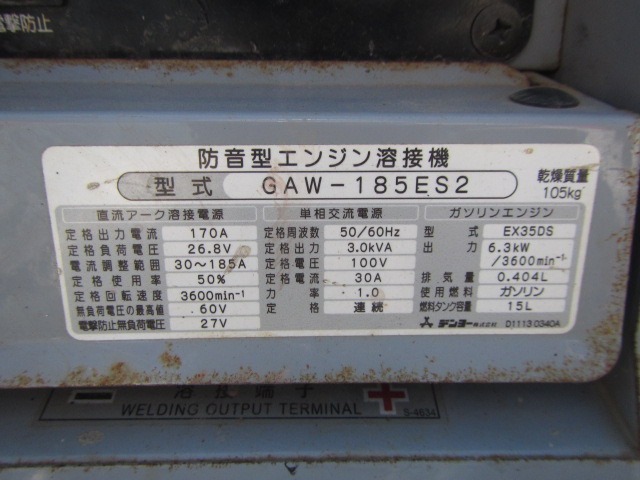 電撃防止
防音型エンジン溶接機
型式 GAW-185ES2
乾燥質量
105kg
直流アーク溶接電源
定格出力電流 170A
定格負荷電圧 26.8V
電流調整範囲 30～185A
定格使用率 50%
定格回転速度 3600min⁻¹
無負荷電圧の最高値 60V
電撃防止無負荷電圧 27V
単相交流電源
定格周波数 50/60Hz
定格出力 3.0kVA
定格電圧 100V
定格電流 30A
力率 1.0
定格 連続
ガソリンエンジン
型式 EX35DS
出力 6.3kW
/3600min⁻¹
排気量 0.404L
使用燃料 ガソリン
燃料タンク容量 15L
デンヨー株式会社 D1113 0340A
溶接端子
WELDING OUTPUT TERMINAL
S-4634